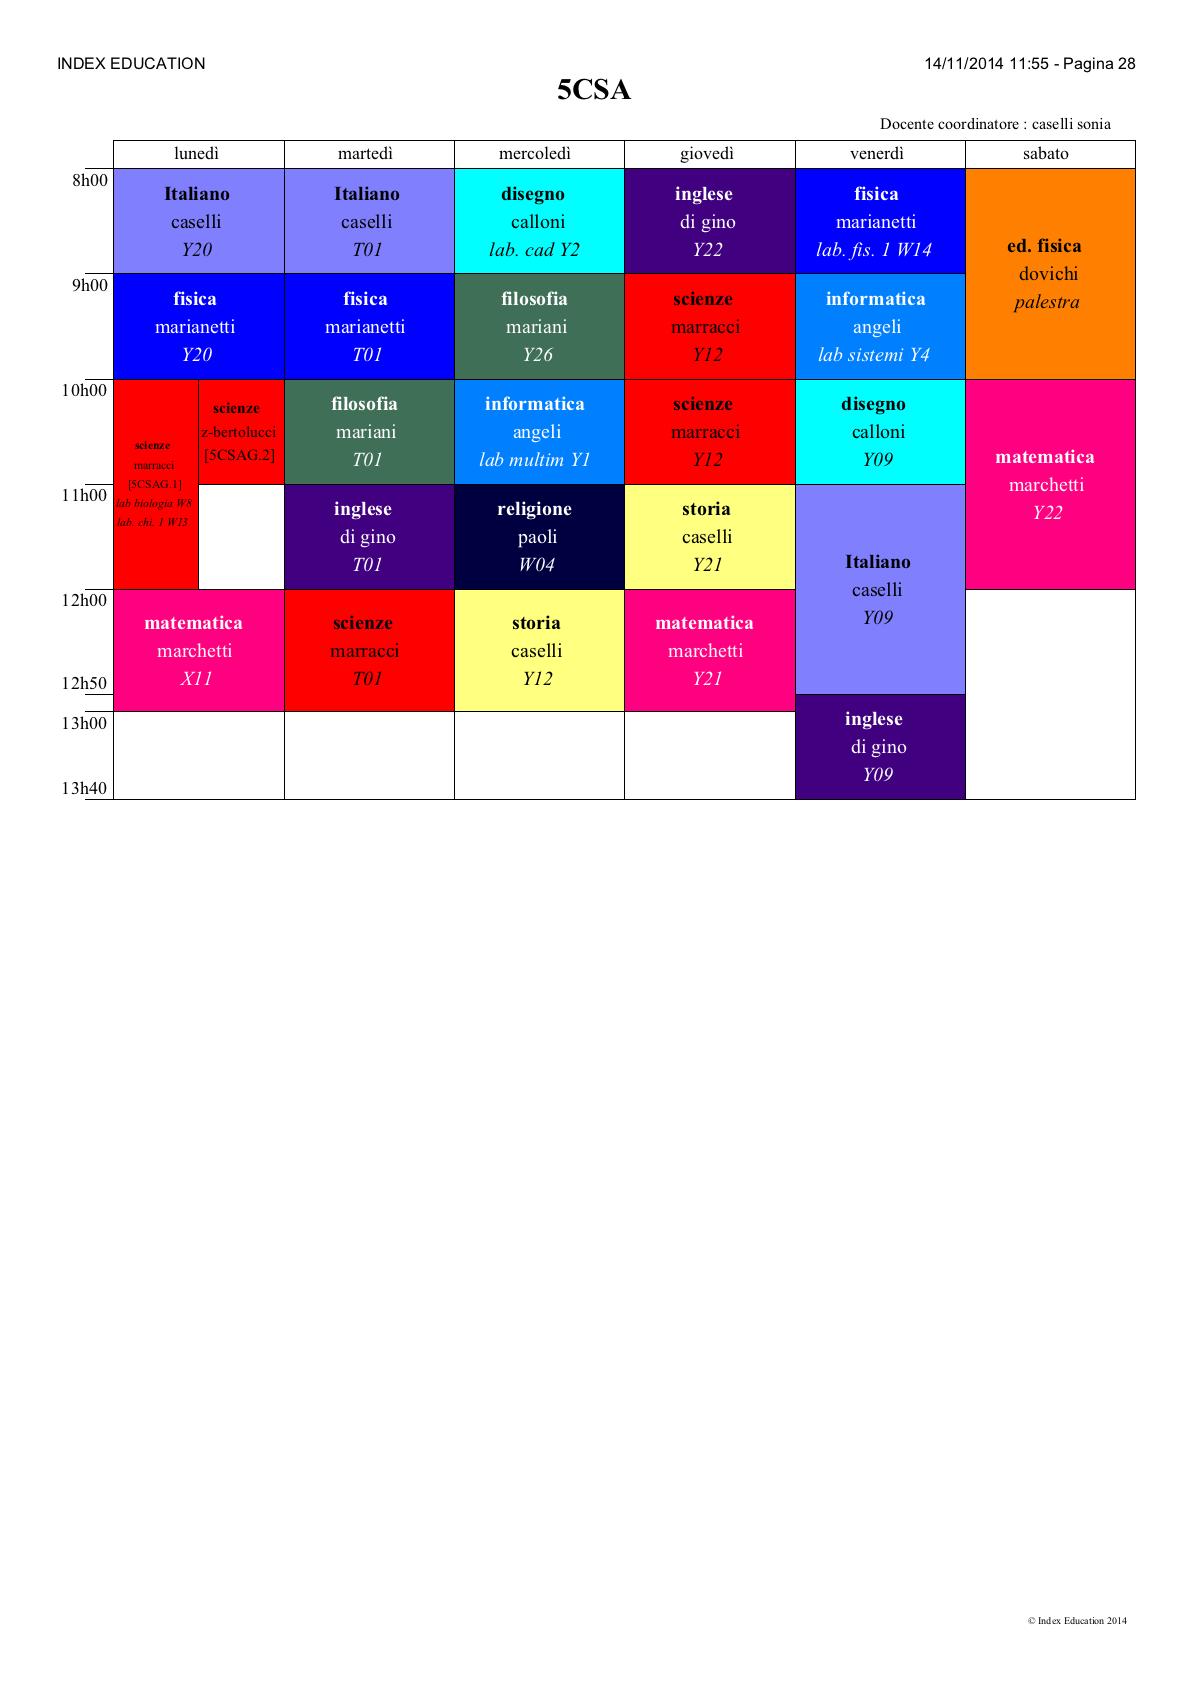 INDEX EDUCATION
14/11/2014 11:55 - Pagina 28
5CSA
Docente coordinatore : caselli sonia
lunedì
martedì
mercoledì
giovedì
venerdì
sabato
8h00
Italiano
caselli
Y20
Italiano
caselli
T01
disegno
calloni
lab. cad Y2
inglese
di gino
Y22
fisica
marianetti
lab. fis. 1 W14
ed. fisica
dovichi
palestra
9h00
fisica
marianetti
Y20
fisica
marianetti
T01
filosofia
mariani
Y26
scienze
marracci
Y12
informatica
angeli
lab sistemi Y4
10h00
scienze
marracci
[5CSAG.1]
lab biologia W8
lab. chi. 1 W13
scienze
z-bertolucci
[5CSAG.2]
filosofia
mariani
T01
informatica
angeli
lab multim Y1
scienze
marracci
Y12
disegno
calloni
Y09
matematica
marchetti
Y22
11h00
inglese
di gino
T01
religione
paoli
W04
storia
caselli
Y21
Italiano
caselli
Y09
12h00
matematica
marchetti
X11
scienze
marracci
T01
storia
caselli
Y12
matematica
marchetti
Y21
12h50
inglese
di gino
Y09
13h00
13h40
© Index Education 2014